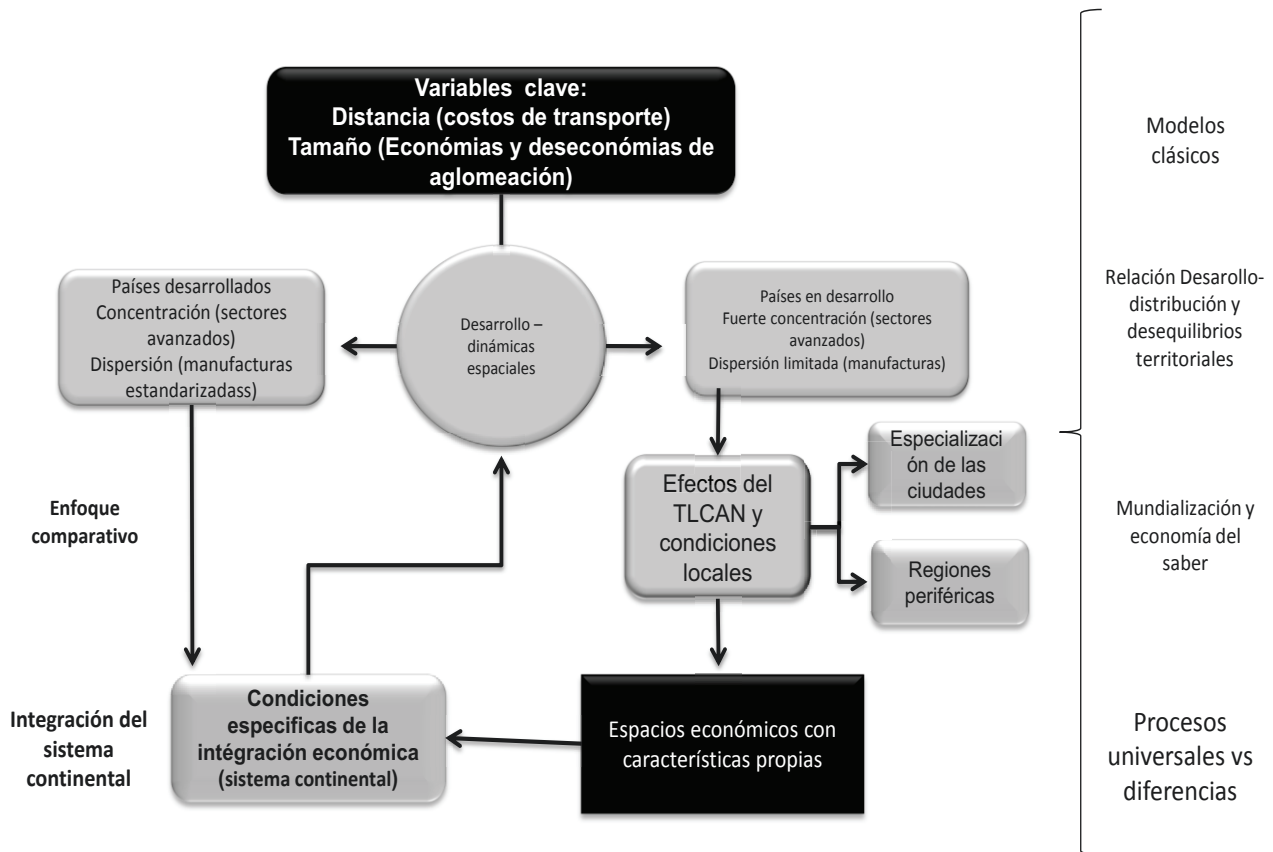 Variables clave:
Distancia (costos de transporte)
Tamaño (Económias y deseconómias de
aglomeación)
Modelos
clásicos
Países desarrollados
Concentración (sectores
avanzados)
Dispersión (manufacturas
estandarizadass)
Desarrollo –
dinámicas
espaciales
Países en desarrollo
Fuerte concentración (sectores
avanzados)
Dispersión limitada (manufacturas)
Relación Desarollo-
distribución y
desequilibrios
territoriales
Enfoque
comparativo
Efectos del
TLCAN y
condiciones
locales
Especializaci
ón de las
ciudades
Regiones
periféricas
Mundialización y
economía del
saber
Integración del
sistema
continental
Condiciones
especificas de la
intégración económica
(sistema continental)
Espacios económicos con
características propias
Procesos
universales vs
diferencias